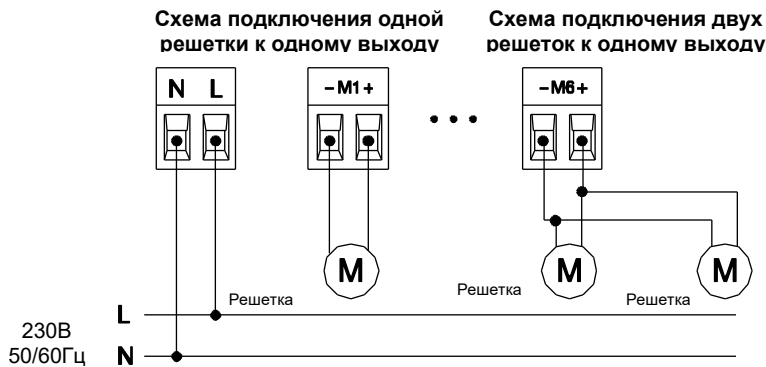 Схема подключения одной
решетки к одному выходу
Схема подключения двух
решеток к одному выходу
N L
- M1 +
- M6 +
M
M
M
Решетка
Решетка
Решетка
L
230В
50/60Гц
N